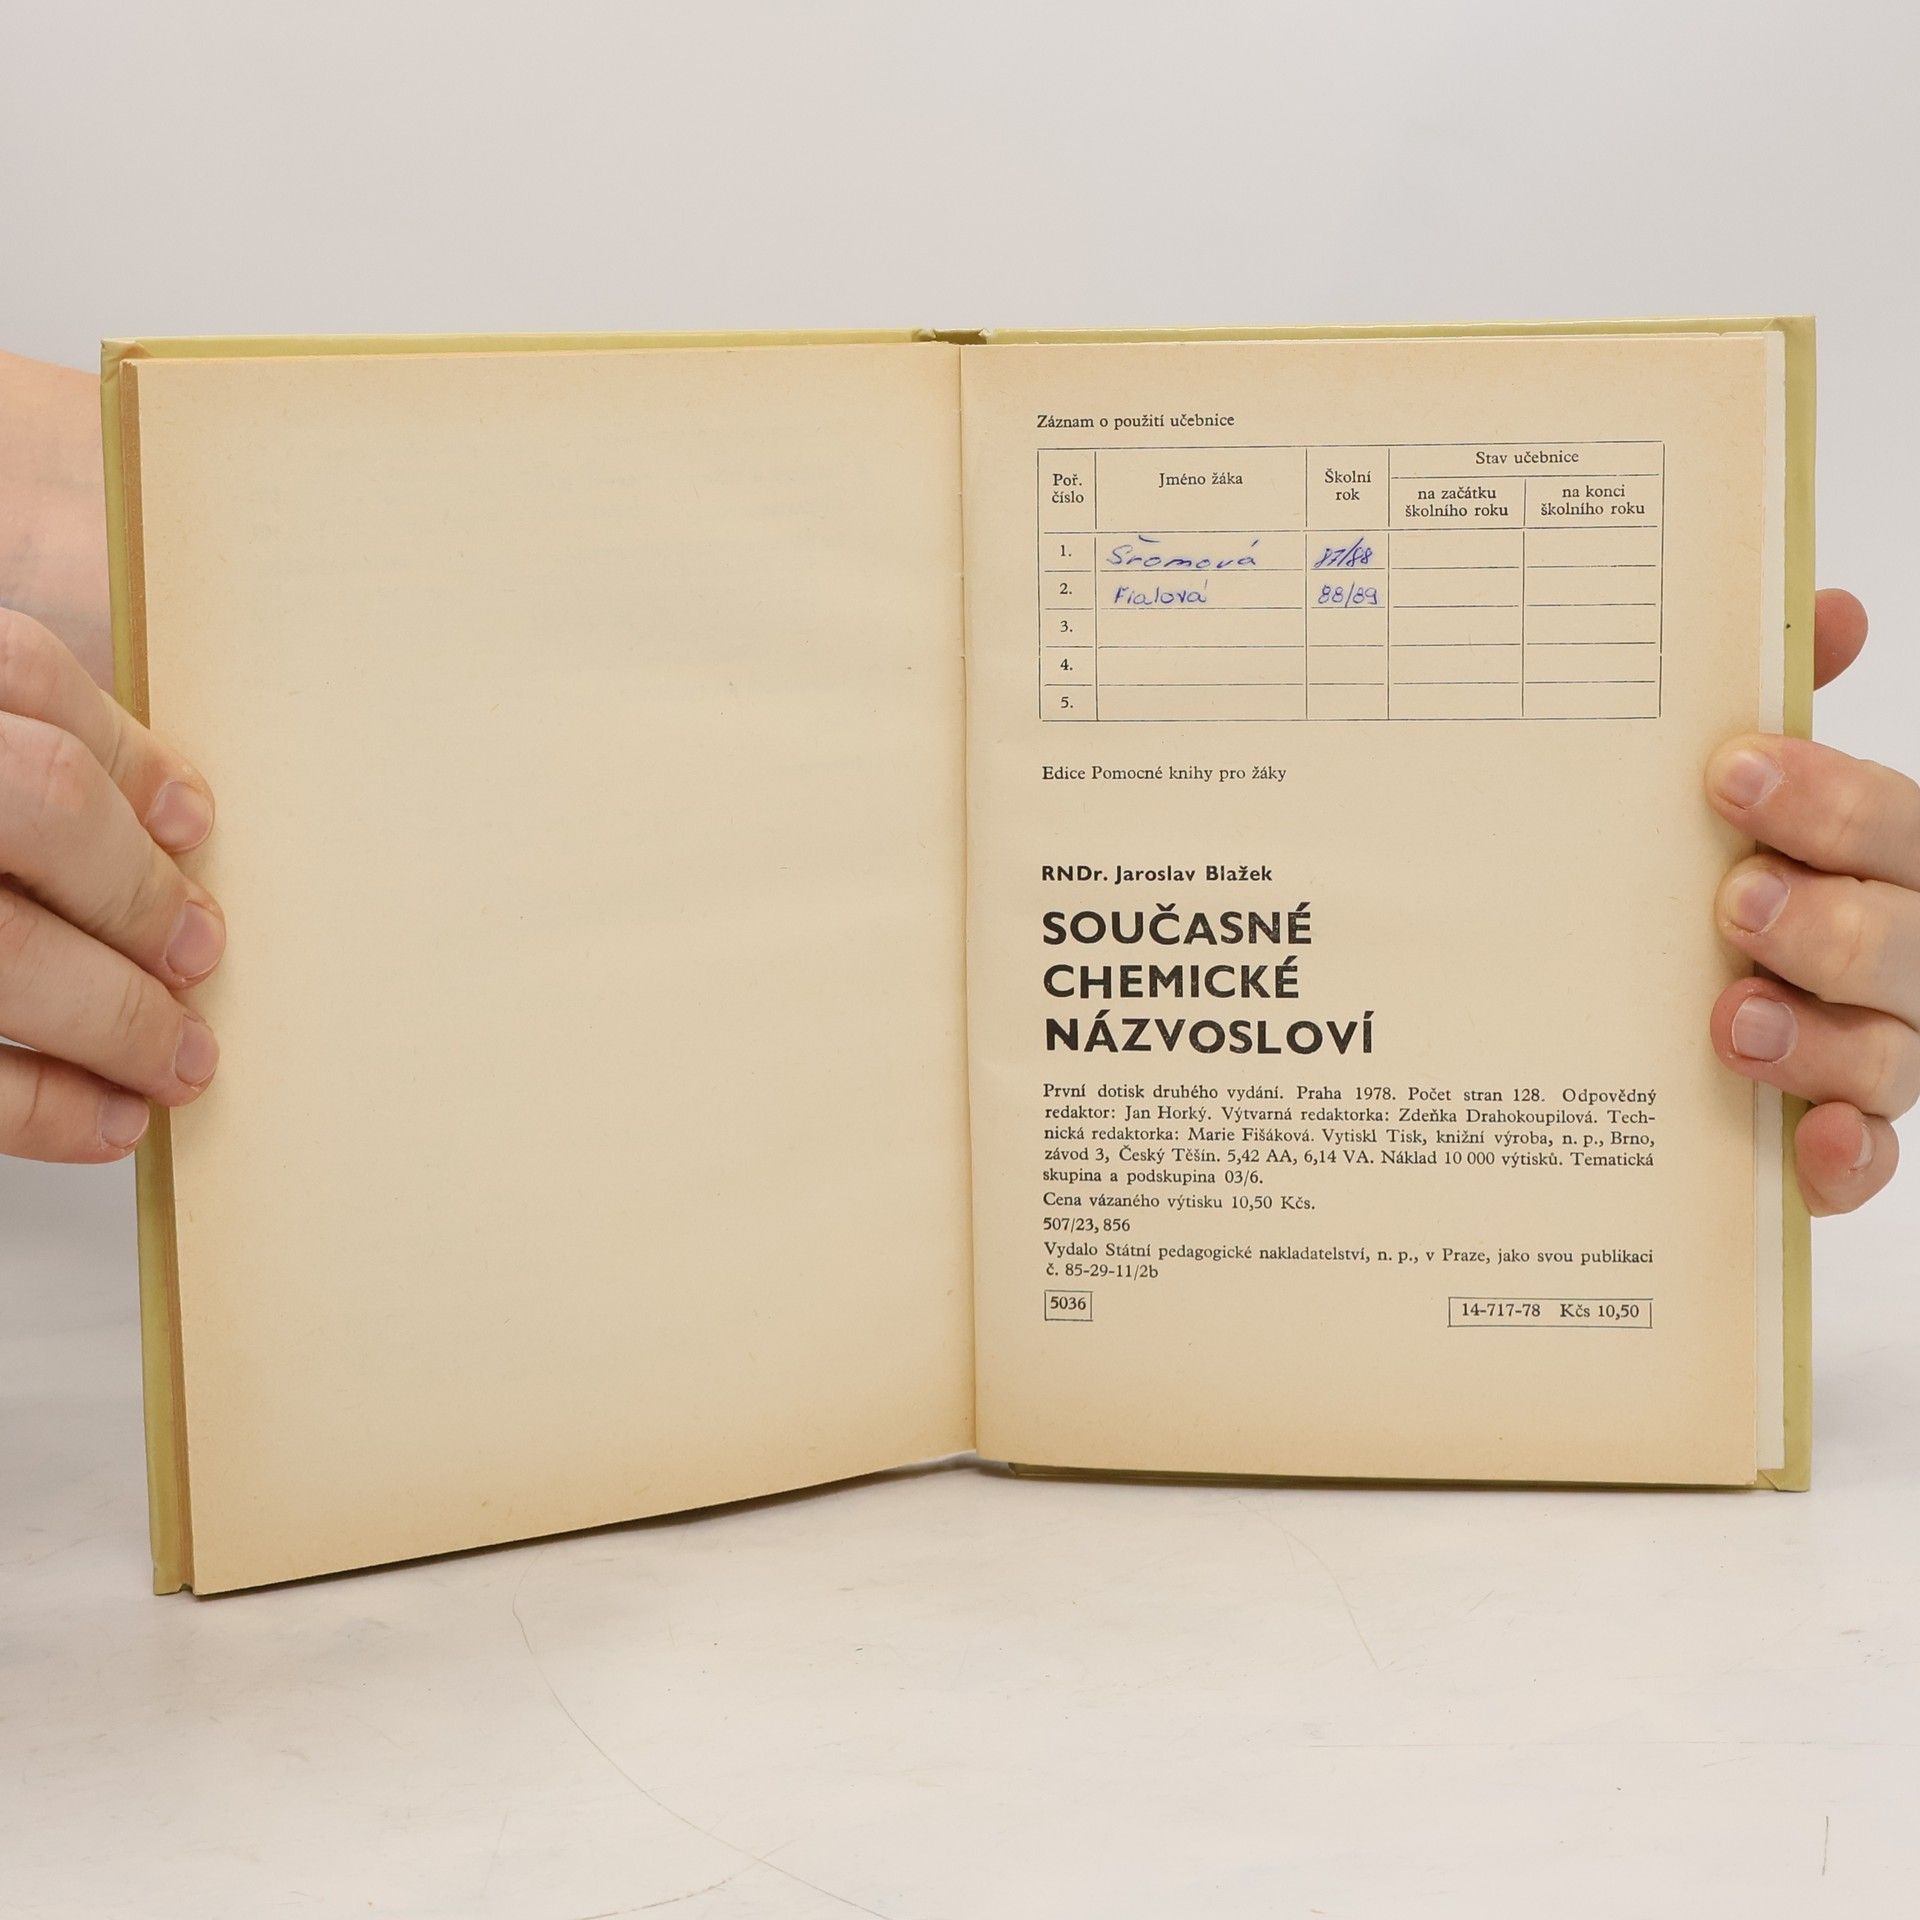 Záznam o použití učebnice
Poř. číslo
Jméno žáka
Školní rok
Stav učebnice
na začátku školního roku
na konci školního roku
1. Šromová 87/88
2. Fialová 88/89
3.
4.
5.
Edice Pomocné knihy pro žáky
RNDr. Jaroslav Blažek
SOUČASNÉ
CHEMICKÉ
NÁZVOSLOVÍ
První dotisk druhého vydání. Praha 1978. Počet stran 128. Odpovědný
redaktor: Jan Horký. Výtvarná redaktorka: Zdeňka Drahokoupilová. Tech-
nická redaktorka: Marie Fišáková. Vytiskl Tisk, knižní výroba, n. p., Brno,
závod 3, Český Těšín. 5,42 AA, 6,14 VA. Náklad 10 000 výtisků. Tematická
skupina a podskupina 03/6.
Cena vázaného výtisku 10,50 Kčs.
507/23, 856
Vydalo Státní pedagogické nakladatelství, n. p., v Praze, jako svou publikaci
č. 85-29-11/2b
5036
14-717-78 Kčs 10,50